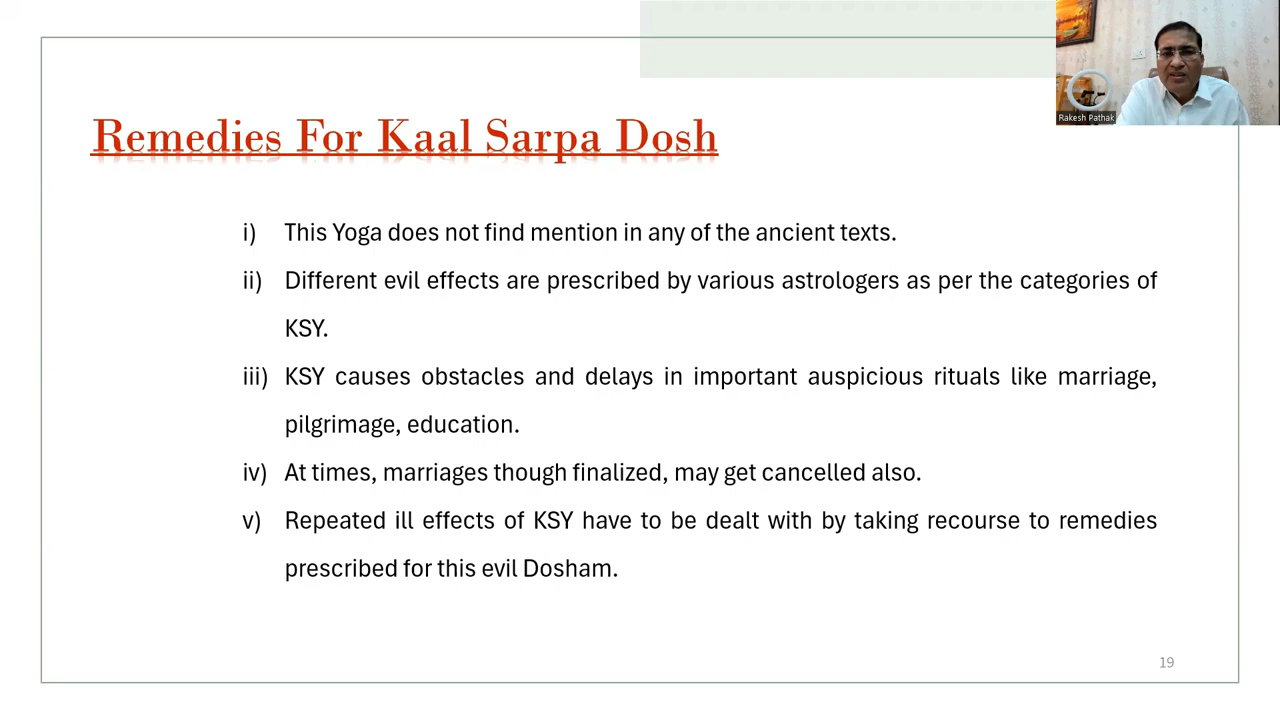 Rakesh Pathak
Remedies For Kaal Sarpa Dosh
i) This Yoga does not find mention in any of the ancient texts.
ii) Different evil effects are prescribed by various astrologers as per the categories of
KSY.
iii) KSY causes obstacles and delays in important auspicious rituals like marriage,
pilgrimage, education.
iv) At times, marriages though finalized, may get cancelled also.
v) Repeated ill effects of KSY have to be dealt with by taking recourse to remedies
prescribed for this evil Dosham.
19